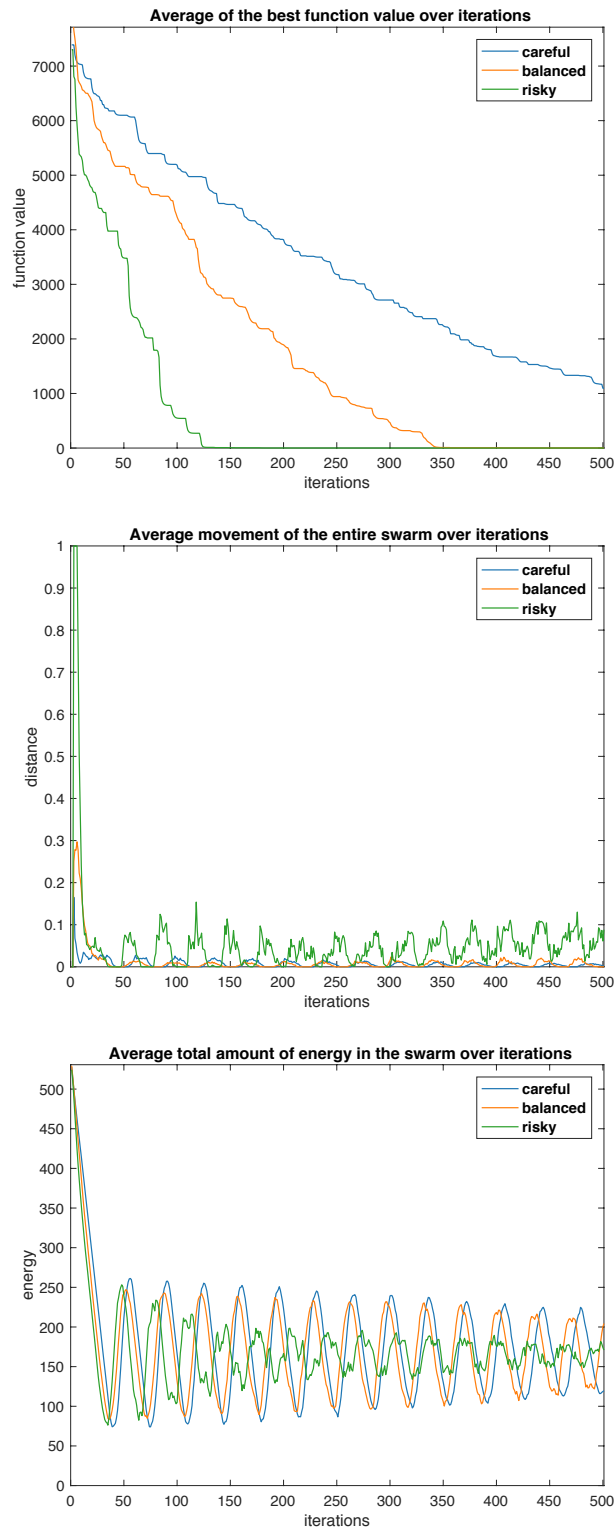 Average of the best function value over iterations
careful
balanced
risky
7000
6000
5000
4000
3000
2000
1000
0
function value
0 50 100 150 200 250 300 350 400 450 500
iterations
Average movement of the entire swarm over iterations
careful
balanced
risky
1
0.9
0.8
0.7
0.6
0.5
0.4
0.3
0.2
0.1
0
distance
0 50 100 150 200 250 300 350 400 450 500
iterations
Average total amount of energy in the swarm over iterations
careful
balanced
risky
500
450
400
350
300
250
200
150
100
50
0
energy
0 50 100 150 200 250 300 350 400 450 500
iterations